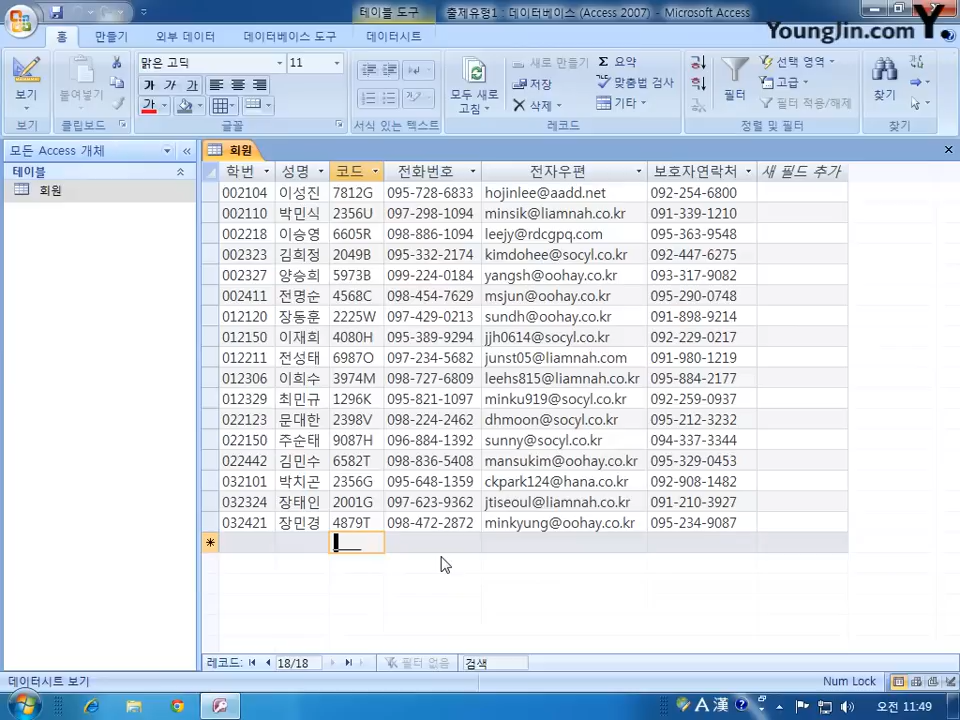 테이블 도구 출제유형1 : 데이터베이스 (Access 2007) - Microsoft Access
YoungJin.com Y.
홈 만들기 외부 데이터 데이터베이스 도구 데이터시트
보기
붙여넣기
맑은 고딕 11
가 가 가
가
모두 새로 고침
새로 만들기
저장
삭제
Σ 요약
맞춤법 검사
기타
필터
선택 영역
고급
필터 적용/해제
찾기
보기 클립보드 글꼴 서식 있는 텍스트 레코드 정렬 및 필터 찾기
모든 Access 개체
테이블
회원
회원
학번 성명 코드 전화번호 전자우편 보호자연락처 새 필드 추가
002104 이성진 7812G 095-728-6833 hojinlee@aadd.net 092-254-6800
002110 박민식 2356U 097-298-1094 minsik@liamnah.co.kr 091-339-1210
002218 이승영 6605R 098-886-1094 leejy@rdcgpq.com 095-363-9548
002323 김희정 2049B 095-332-2174 kimdohee@socyl.co.kr 092-447-6275
002327 양승희 5973B 099-224-0184 yangsh@oohay.co.kr 093-317-9082
002411 전명순 4568C 098-454-7629 msjun@oohay.co.kr 095-290-0748
012120 장동훈 2225W 097-429-0213 sundh@oohay.co.kr 091-898-9214
012150 이재희 4080H 095-389-9294 jjh0614@socyl.co.kr 092-229-0217
012211 전성태 6987O 097-234-5682 junst05@liamnah.com 091-980-1219
012306 이희수 3974M 098-727-6809 leehs815@liamnah.co.kr 095-884-2177
012329 최민규 1296K 095-821-1097 minku919@socyl.co.kr 092-259-0937
022123 문대한 2398V 098-224-2462 dhmoon@socyl.co.kr 095-212-3232
022150 주순태 9087H 096-884-1392 sunny@socyl.co.kr 094-337-3344
022442 김민수 6582T 098-836-5408 mansukim@oohay.co.kr 095-329-0453
032101 박치곤 2356G 095-648-1359 ckpark124@hana.co.kr 092-908-1482
032324 장태인 2001G 097-623-9362 jtiseoul@liamnah.co.kr 091-210-3927
032421 장민경 4879T 098-472-2872 minkyung@oohay.co.kr 095-234-9087
레코드: 18/18 필터 없음 검색
데이터시트 보기 Num Lock
A 漢 오전 11:49